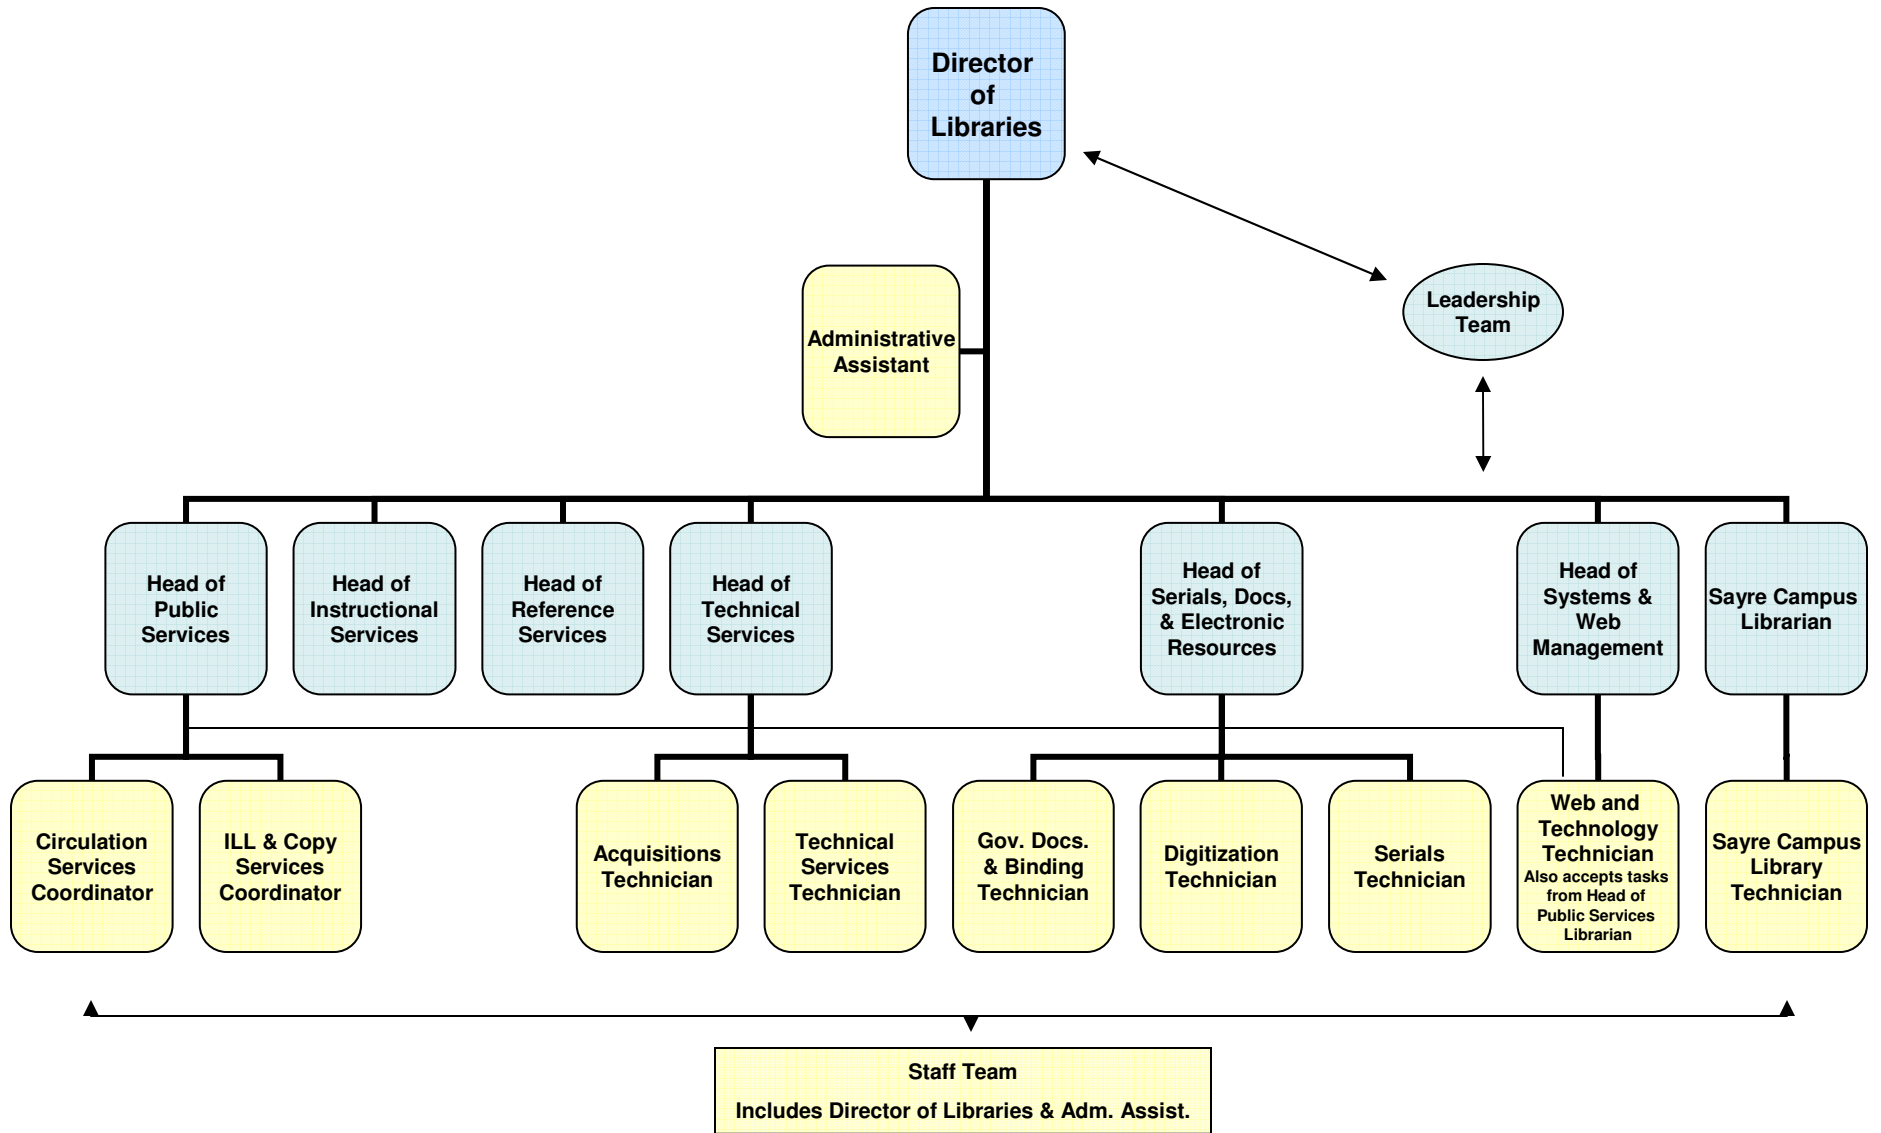 Director
of
Libraries
Leadership
Team
Administrative
Assistant
Head of
Public
Services
Head of
Instructional
Services
Head of
Reference
Services
Head of
Technical
Services
Head of
Serials, Docs,
& Electronic
Resources
Head of
Systems &
Web
Management
Sayre Campus
Librarian
Circulation
Services
Coordinator
ILL & Copy
Services
Coordinator
Acquisitions
Technician
Technical
Services
Technician
Gov. Docs.
& Binding
Technician
Digitization
Technician
Serials
Technician
Web and
Technology
Technician
Also accepts tasks
from Head of
Public Services
Librarian
Sayre Campus
Library
Technician
Staff Team
Includes Director of Libraries & Adm. Assist.